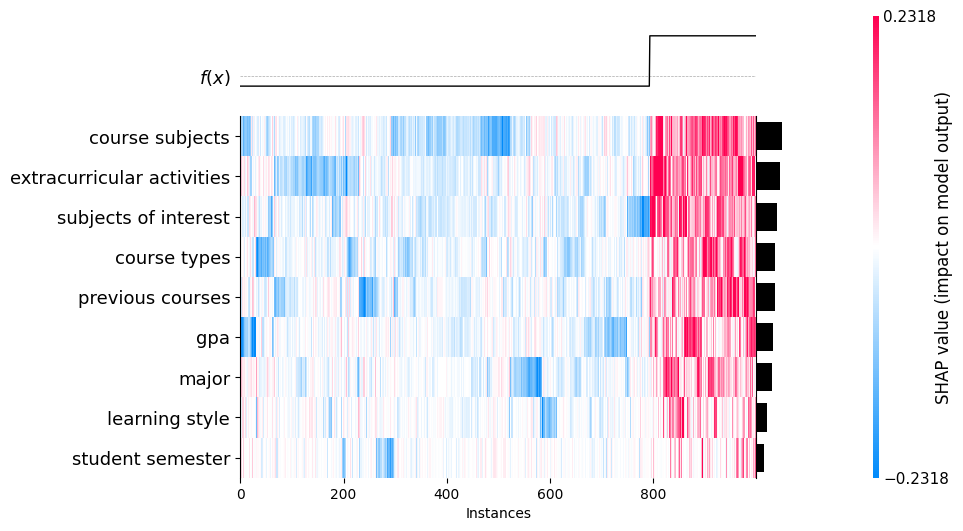 0.2318
f(x)
course subjects
extracurricular activities
subjects of interest
course types
previous courses
gpa
major
learning style
student semester
0 200 400 600 800
Instances
SHAP value (impact on model output)
−0.2318